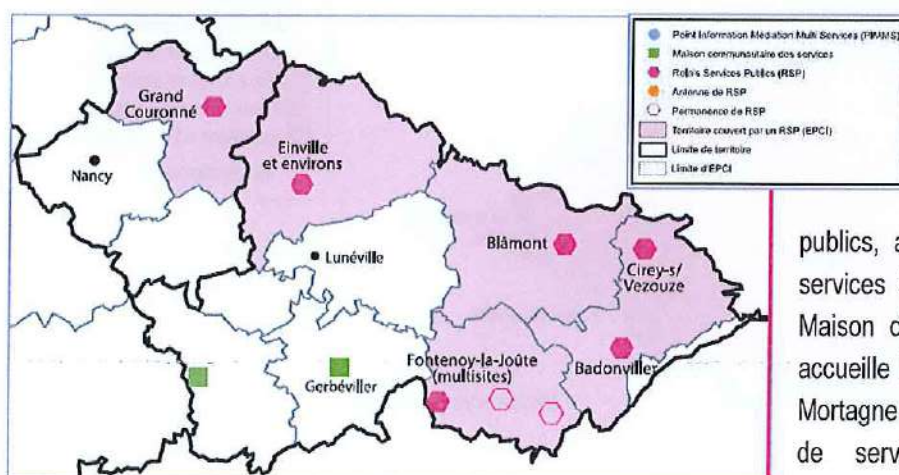 Point Information Médiation Multi Services (PIMMS)
Maison communautaire des services
Relais Services Publics (RSP)
Antenne de RSP
Permanence de RSP
Territoire couvert par un RSP (EPCI)
Limite de territoire
Limite d'EPCI
Grand
Couronné
Einville
et environs
Nancy
Lunéville
Blâmont
Cirey-s/
Vezouze
Fontenoy-la-Joûte
(multisites)
Badonviller
Gerbéviller
publics, a
services
Maison d
accueille
Mortagne
de serv